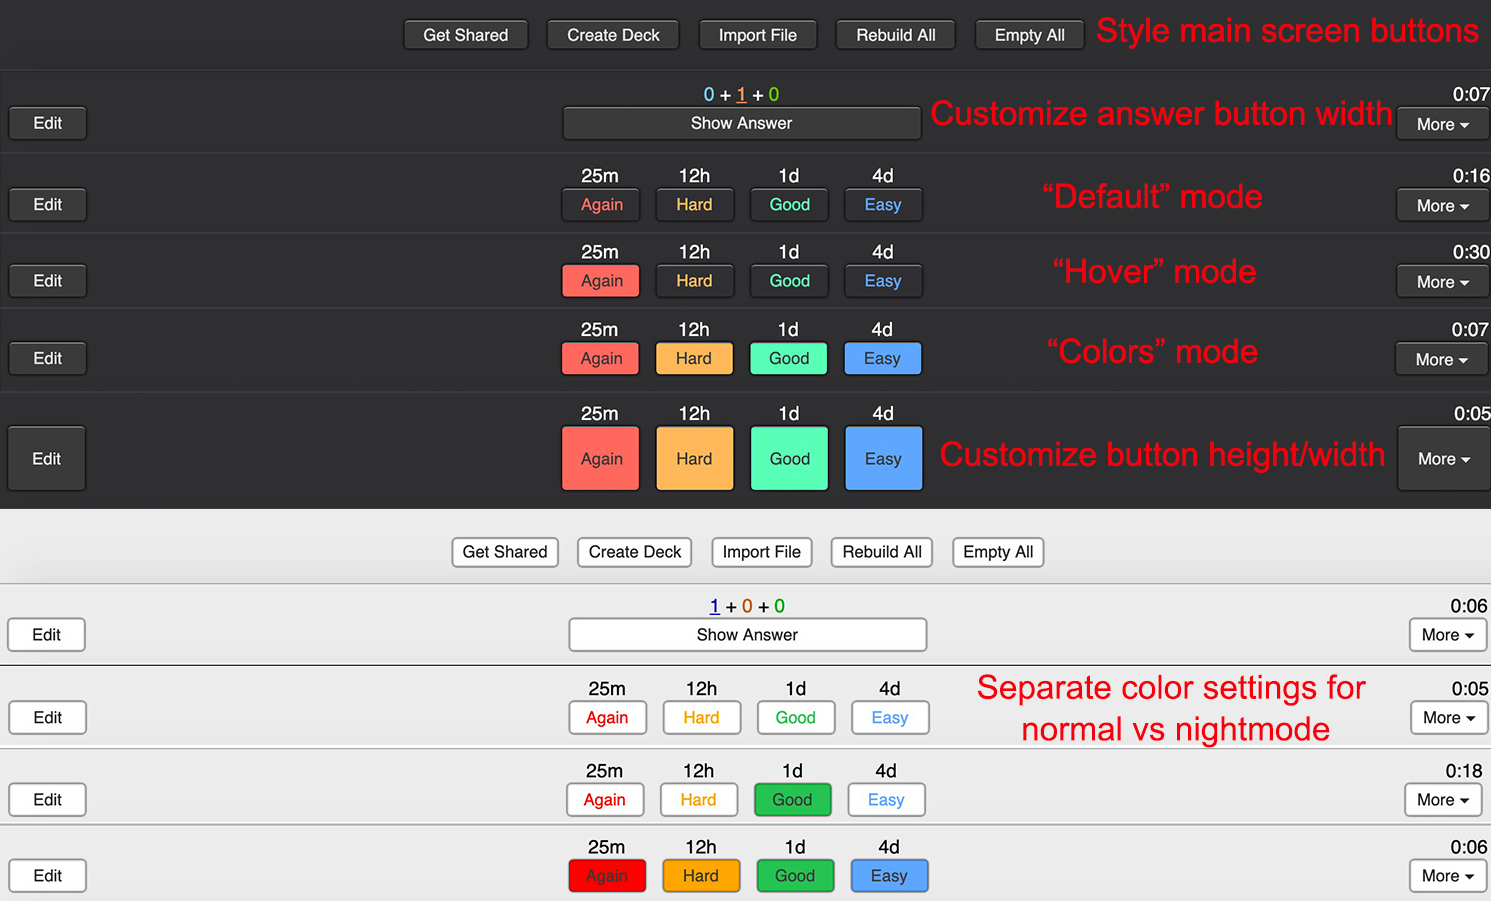 Get Shared Create Deck Import File Rebuild All Empty All Style main screen buttons
0 + 1 + 0 0:07
Edit Show Answer Customize answer button width More
25m 12h 1d 4d 0:16
Edit Again Hard Good Easy “Default” mode More
25m 12h 1d 4d 0:30
Edit Again Hard Good Easy “Hover” mode More
25m 12h 1d 4d 0:07
Edit Again Hard Good Easy “Colors” mode More
25m 12h 1d 4d 0:05
Edit Again Hard Good Easy Customize button height/width More
Get Shared Create Deck Import File Rebuild All Empty All
1 + 0 + 0 0:06
Edit Show Answer More
25m 12h 1d 4d Separate color settings for 0:05
Edit Again Hard Good Easy normal vs nightmode More
25m 12h 1d 4d 0:18
Edit Again Hard Good Easy More
25m 12h 1d 4d 0:06
Edit Again Hard Good Easy More